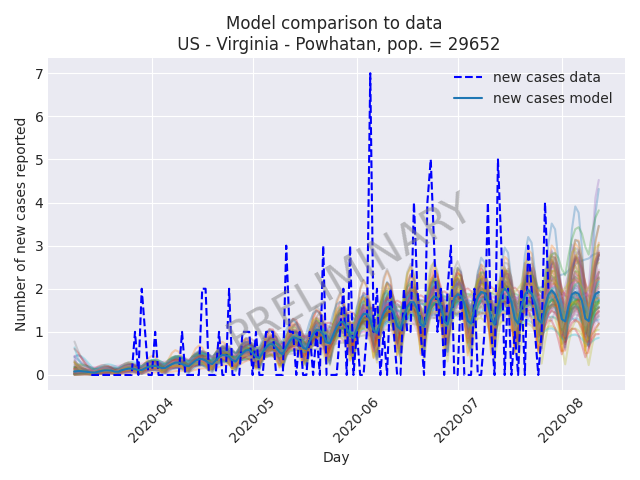 Model comparison to data
US - Virginia - Powhatan, pop. = 29652
new cases data
new cases model
Number of new cases reported
7
6
5
4
3
2
1
0
PRELIMINARY
2020-04
2020-05
2020-06
2020-07
2020-08
Day